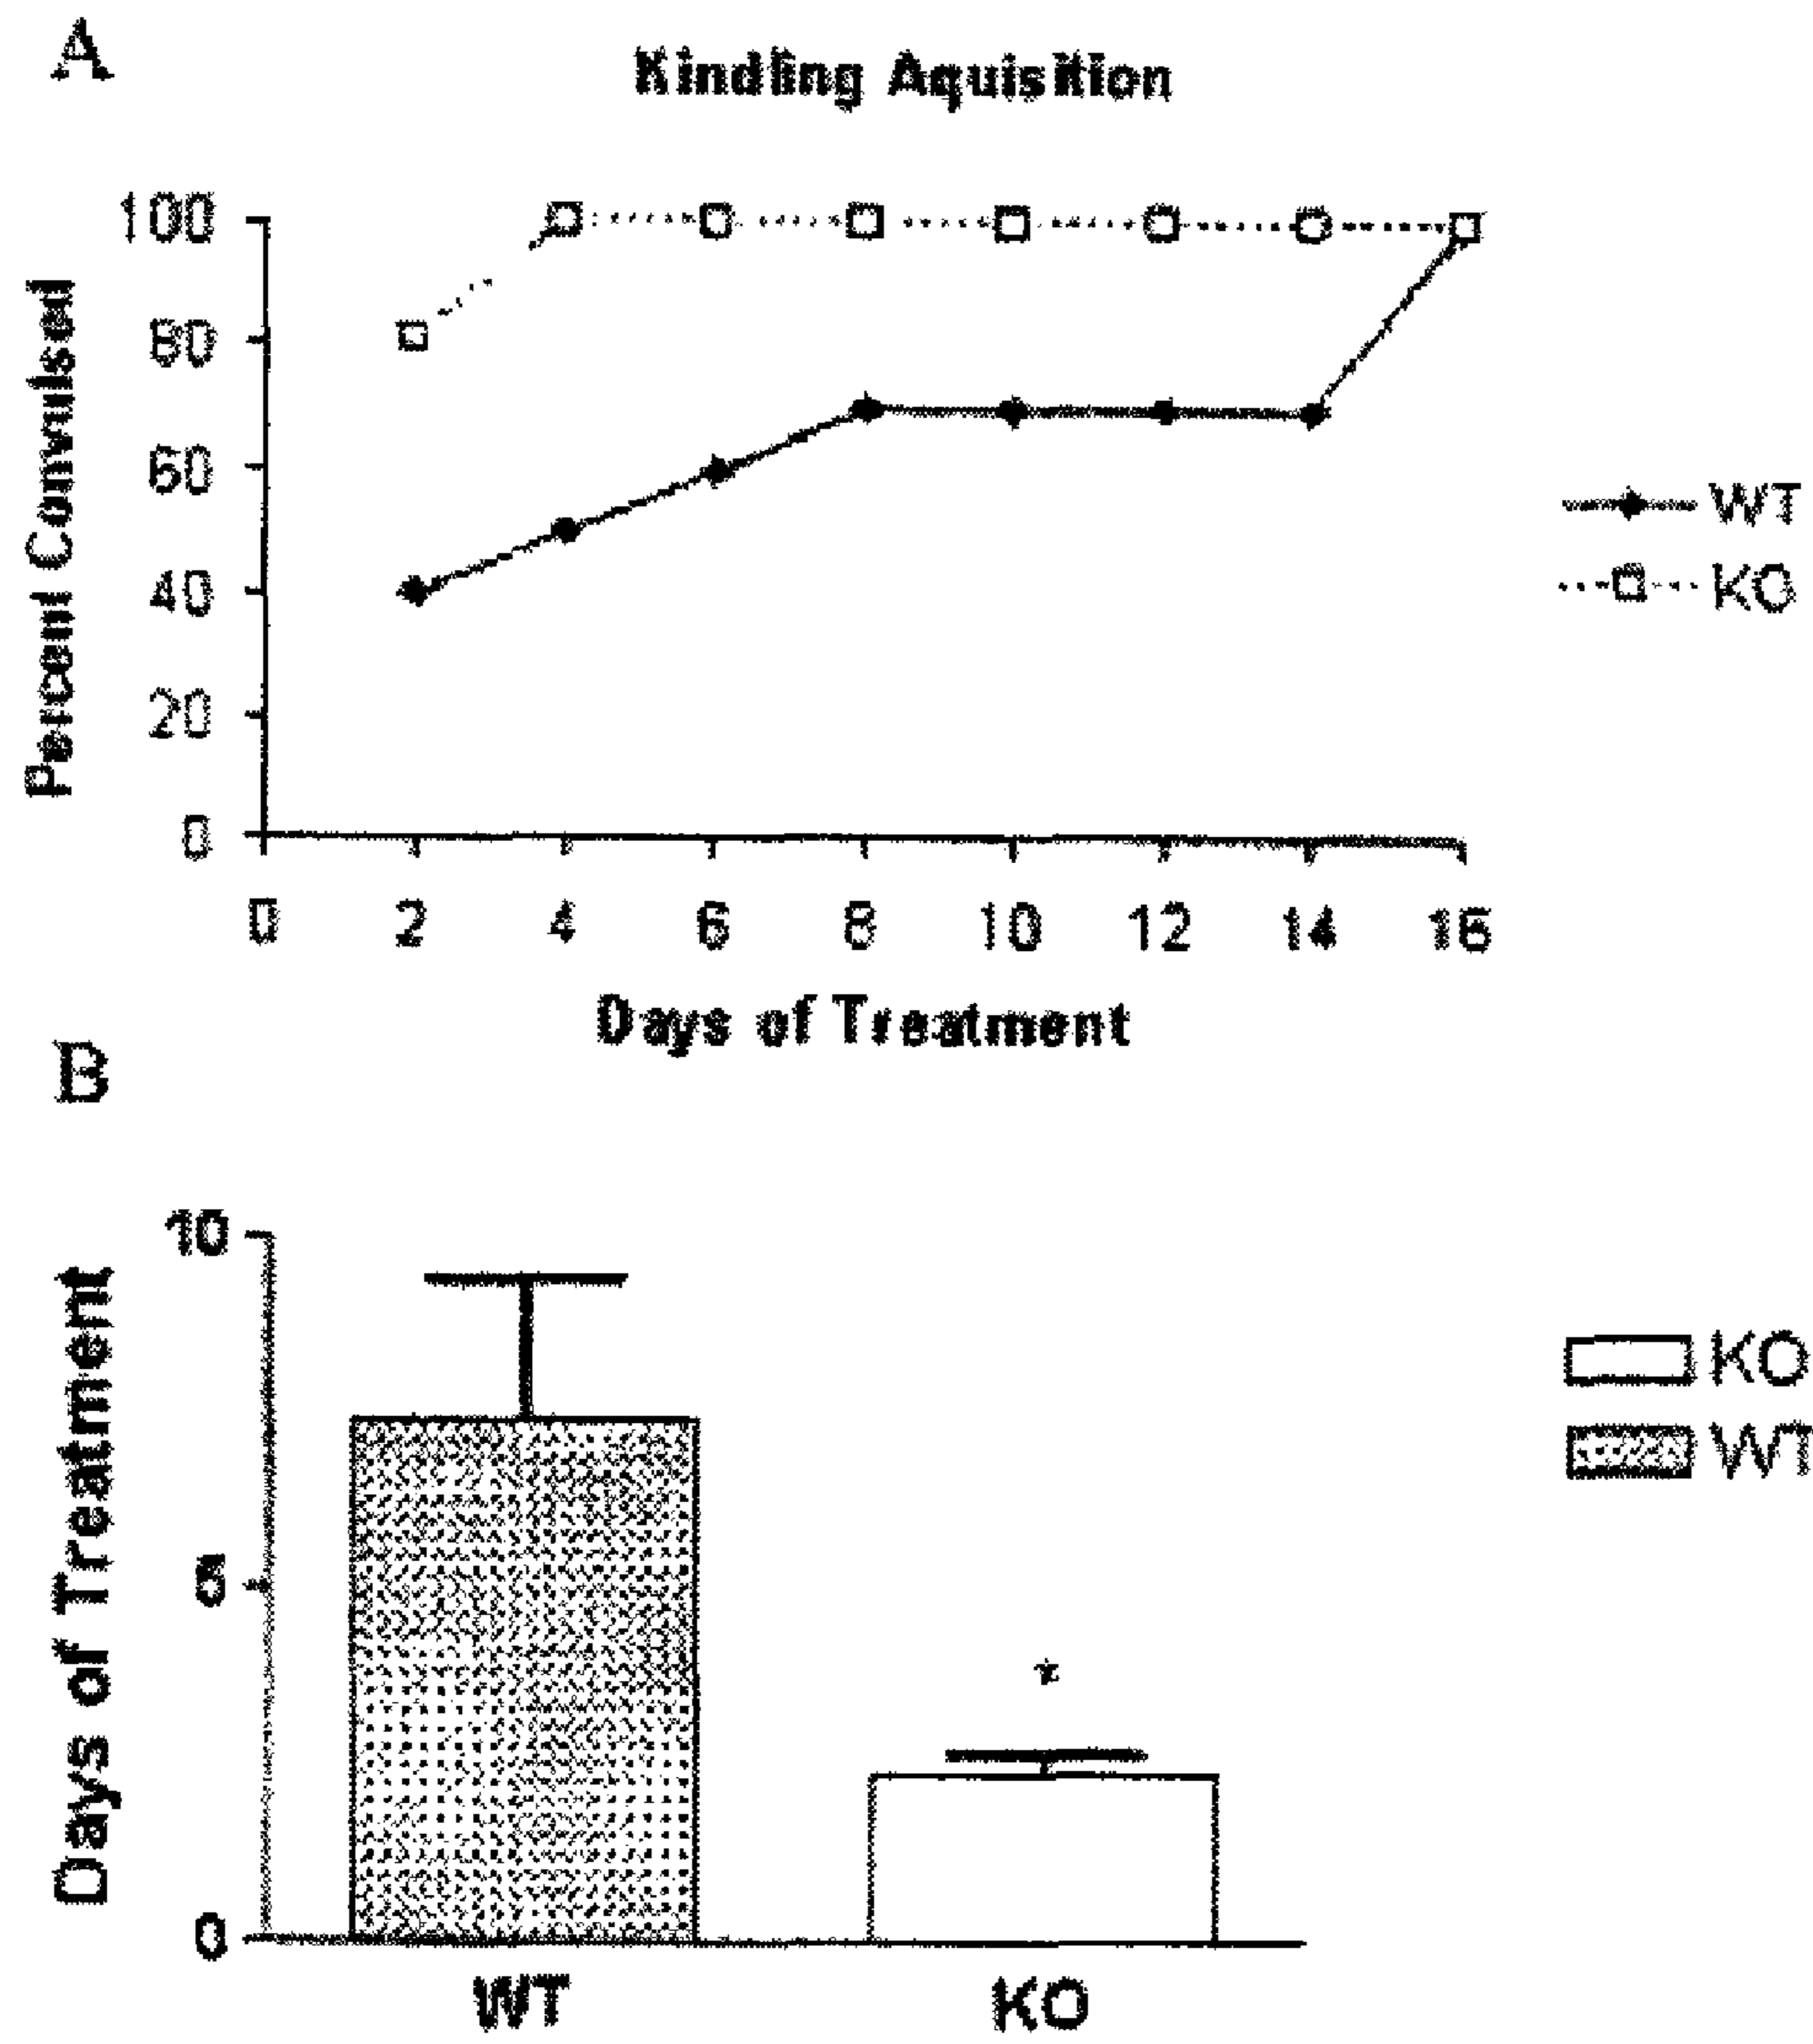 A
Kindling Aquisition
100
80
60
40
20
0
Percent Convulsed
0 2 4 6 8 10 12 14 16
Days of Treatment
WT
KO
B
10
5
0
Days of Treatment
*
WT KO
KO
WT